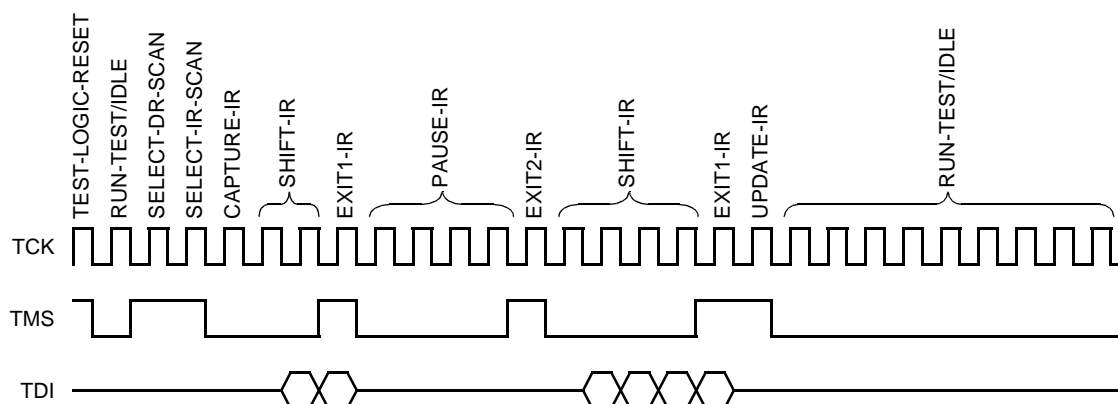 TEST-LOGIC-RESET
RUN-TEST/IDLE
SELECT-DR-SCAN
SELECT-IR-SCAN
CAPTURE-IR
SHIFT-IR
EXIT1-IR
PAUSE-IR
EXIT2-IR
SHIFT-IR
EXIT1-IR
UPDATE-IR
RUN-TEST/IDLE
TCK
TMS
TDI